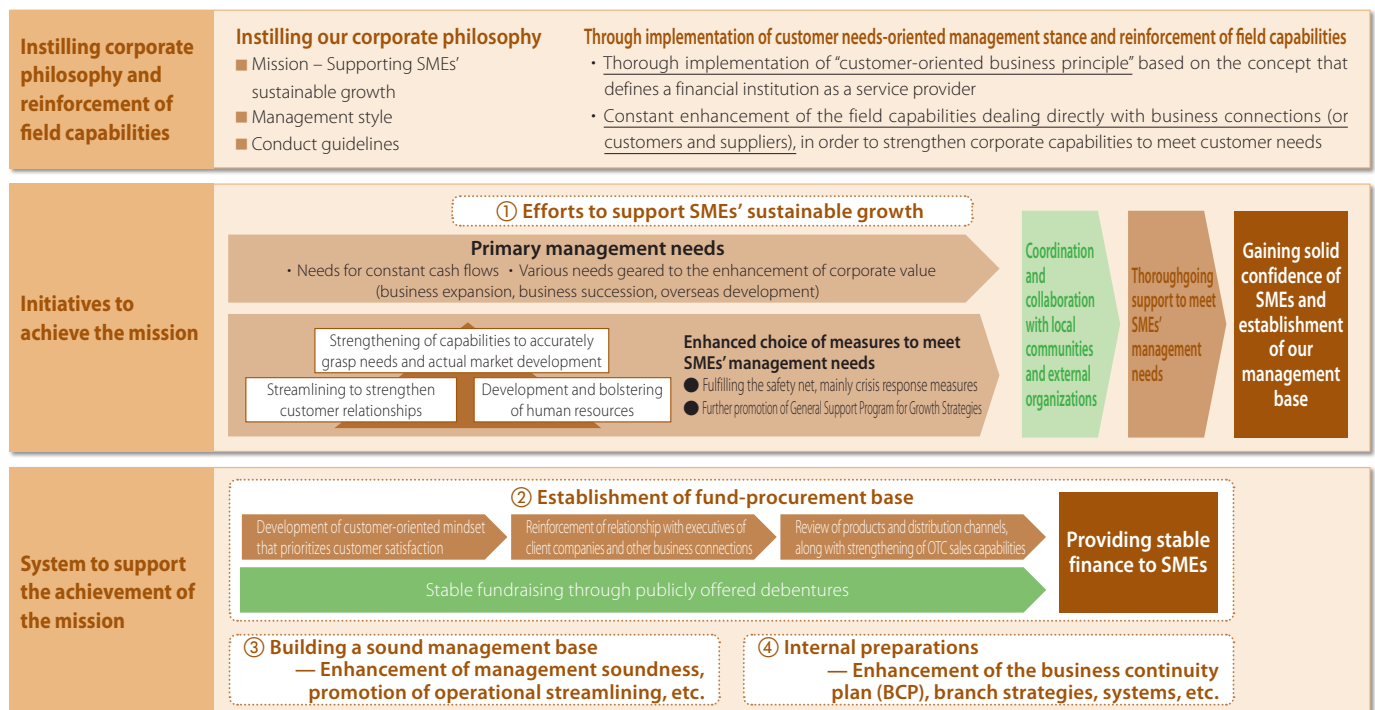 Instilling corporate
philosophy and
reinforcement of
field capabilities
Instilling our corporate philosophy
■ Mission – Supporting SMEs’
sustainable growth
■ Management style
■ Conduct guidelines
Through implementation of customer needs-oriented management stance and reinforcement of field capabilities
・Thorough implementation of “customer-oriented business principle” based on the concept that
defines a financial institution as a service provider
・Constant enhancement of the field capabilities dealing directly with business connections (or
customers and suppliers), in order to strengthen corporate capabilities to meet customer needs
Initiatives to
achieve the mission
① Efforts to support SMEs’ sustainable growth
Primary management needs
・Needs for constant cash flows ・Various needs geared to the enhancement of corporate value
(business expansion, business succession, overseas development)
Strengthening of capabilities to accurately
grasp needs and actual market development
Streamlining to strengthen
customer relationships
Development and bolstering
of human resources
Enhanced choice of measures to meet
SMEs’ management needs
● Fulfilling the safety net, mainly crisis response measures
● Further promotion of General Support Program for Growth Strategies
Coordination
and
collaboration
with local
communities
and external
organizations
Thoroughgoing
support to meet
SMEs’
management
needs
Gaining solid
confidence of
SMEs and
establishment
of our
management
base
System to support
the achievement of
the mission
② Establishment of fund-procurement base
Development of customer-oriented mindset
that prioritizes customer satisfaction
Reinforcement of relationship with executives of
client companies and other business connections
Review of products and distribution channels,
along with strengthening of OTC sales capabilities
Stable fundraising through publicly offered debentures
Providing stable
finance to SMEs
③ Building a sound management base
— Enhancement of management soundness,
promotion of operational streamlining, etc.
④ Internal preparations
— Enhancement of the business continuity
plan (BCP), branch strategies, systems, etc.